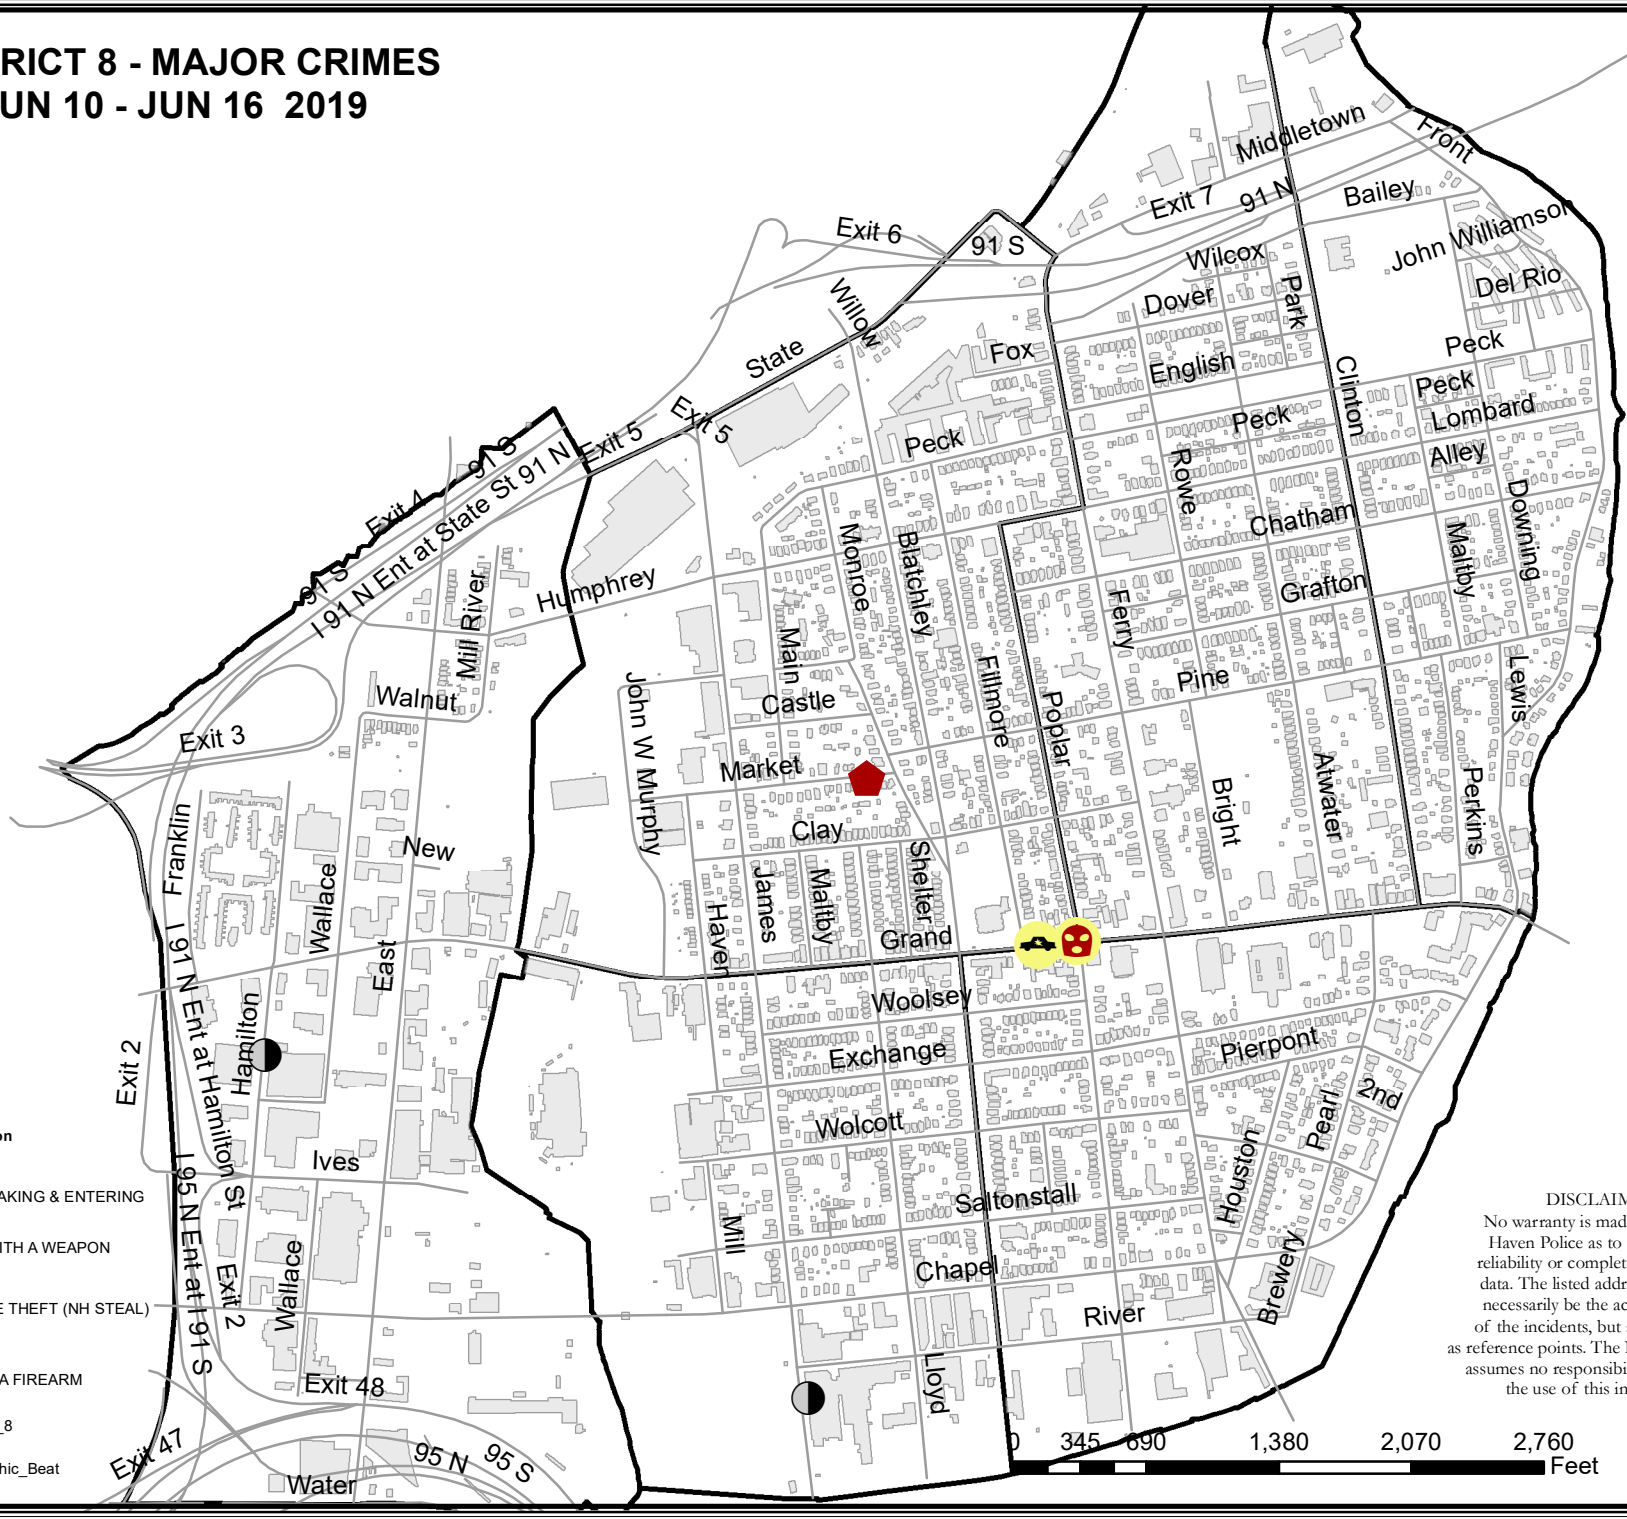 RICT 8 - MAJOR CRIMES
UN 10 - JUN 16 2019
Middletown
Front
Exit 7
91 N
Bailey
Exit 6
91 S
John Williamson
Wilcox
Park
Del Rio
Dover
Willow
State
Fox
English
Peck
Clinton
Peck
Lombard
Exit 5
Exit 5
Peck
Peck
Alley
91 S
I 91 N Ent at State St 91 N
Exit 4
Rowe
Downing
Chatham
Maltby
Monroe
Blatchley
91 S
Humphrey
Mill River
Grafton
Ferry
Main
Fillmore
Pine
Lewis
Walnut
Castle
John W Murphy
Poplar
Exit 3
Market
Atwater
Perkins
Bright
Franklin
New
Clay
Shelter
Wallace
James
Maltby
Haven
Grand
East
I 91 N Ent at Hamilton St
Woolsey
Hamilton
Exchange
Pierpont
Exit 2
2nd
Pearl
Wolcott
on
Ives
Houston
AKING & ENTERING
Saltonstall
Mill
ITH A WEAPON
I 95 N Ent at I 91 S
Exit 2
Wallace
Chapel
Brewery
E THEFT (NH STEAL)
River
A FIREARM
Exit 48
Lloyd
_8
Exit 47
95 N
95 S
hic_Beat
Water
DISCLAIM
No warranty is mad
Haven Police as to
reliability or complet
data. The listed addr
necessarily be the ac
of the incidents, but
as reference points. The
assumes no responsibi
the use of this in
0 345 690 1,380 2,070 2,760
Feet